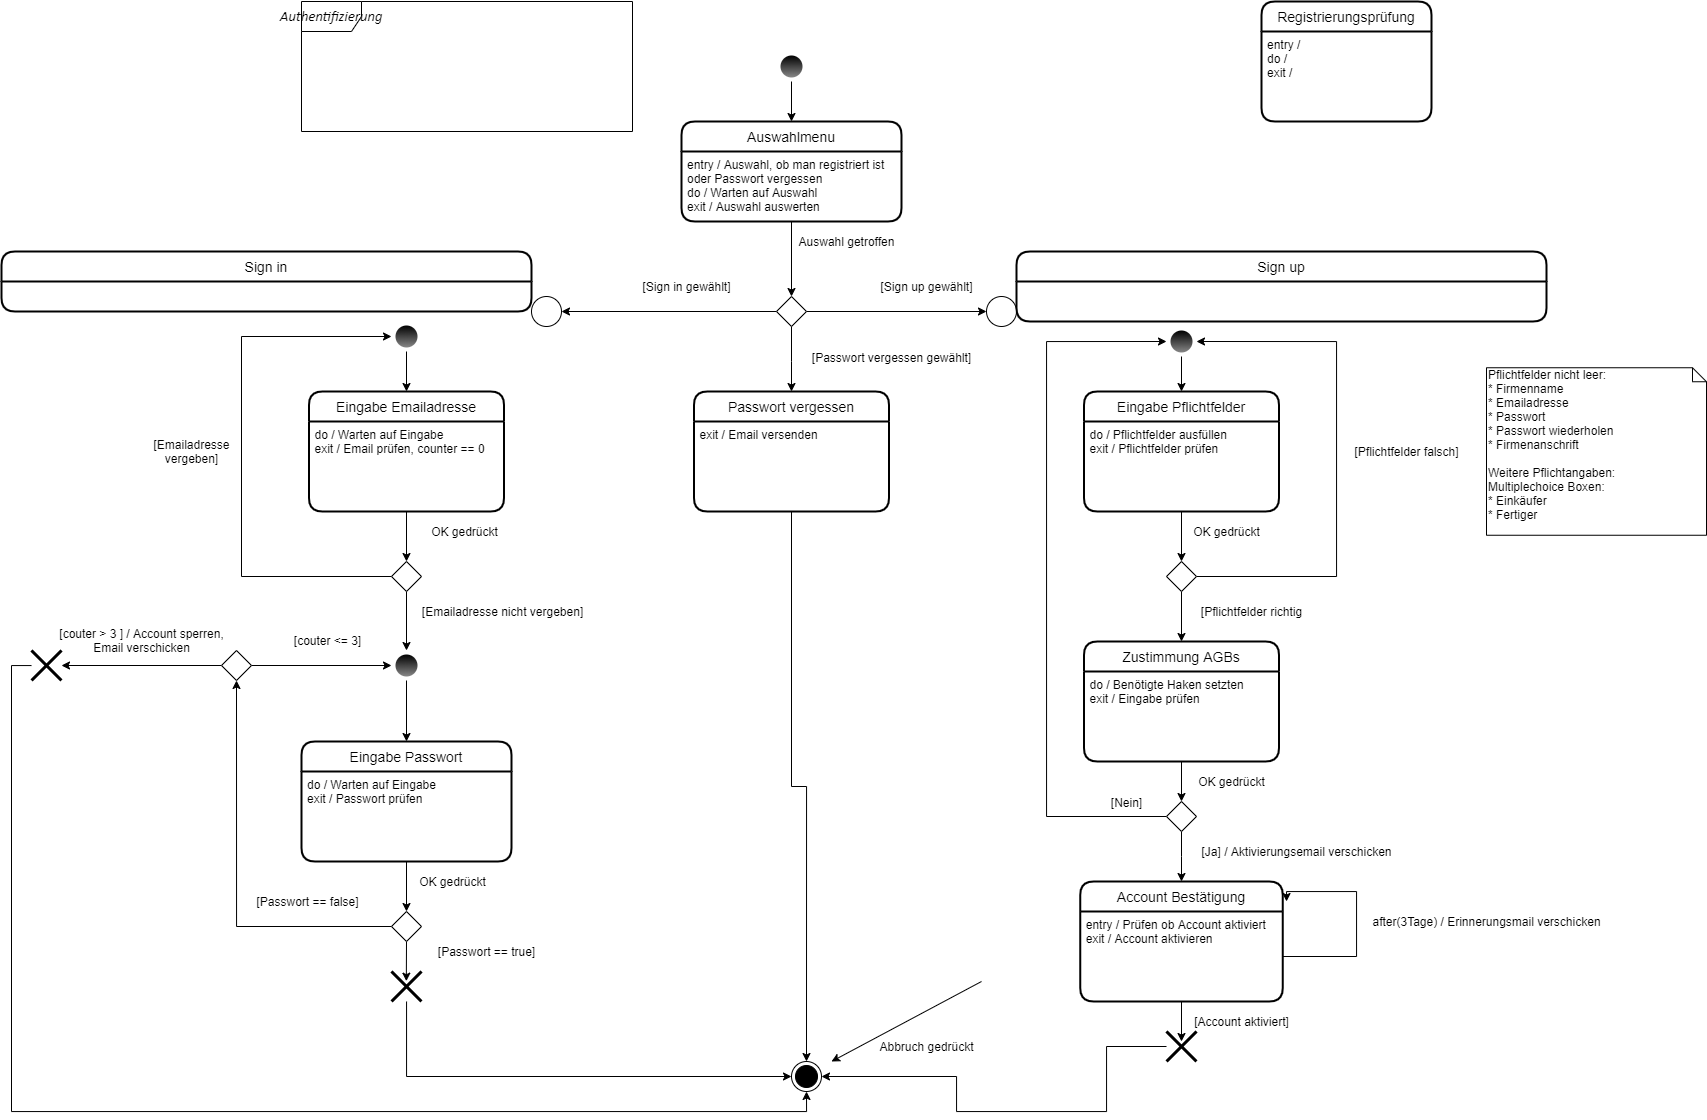 Authentifizierung
Registrierungsprüfung
entry /
do /
exit /
Auswahlmenu
entry / Auswahl, ob man registriert ist
oder Passwort vergessen
do / Warten auf Auswahl
exit / Auswahl auswerten
Auswahl getroffen
Sign in
Sign up
[Sign in gewählt]
[Sign up gewählt]
[Passwort vergessen gewählt]
Eingabe Emailadresse
do / Warten auf Eingabe
exit / Email prüfen, counter == 0
[Emailadresse
vergeben]
OK gedrückt
[Emailadresse nicht vergeben]
[couter > 3 ] / Account sperren,
Email verschicken
[couter <= 3]
Eingabe Passwort
do / Warten auf Eingabe
exit / Passwort prüfen
OK gedrückt
[Passwort == false]
[Passwort == true]
Passwort vergessen
exit / Email versenden
Eingabe Pflichtfelder
do / Pflichtfelder ausfüllen
exit / Pflichtfelder prüfen
[Pflichtfelder falsch]
OK gedrückt
[Pflichtfelder richtig
Pflichtfelder nicht leer:
* Firmenname
* Emailadresse
* Passwort
* Passwort wiederholen
* Firmenanschrift
Weitere Pflichtangaben:
Multiplechoice Boxen:
* Einkäufer
* Fertiger
Zustimmung AGBs
do / Benötigte Haken setzten
exit / Eingabe prüfen
OK gedrückt
[Nein]
[Ja] / Aktivierungsemail verschicken
Account Bestätigung
entry / Prüfen ob Account aktiviert
exit / Account aktivieren
after(3Tage) / Erinnerungsmail verschicken
[Account aktiviert]
Abbruch gedrückt